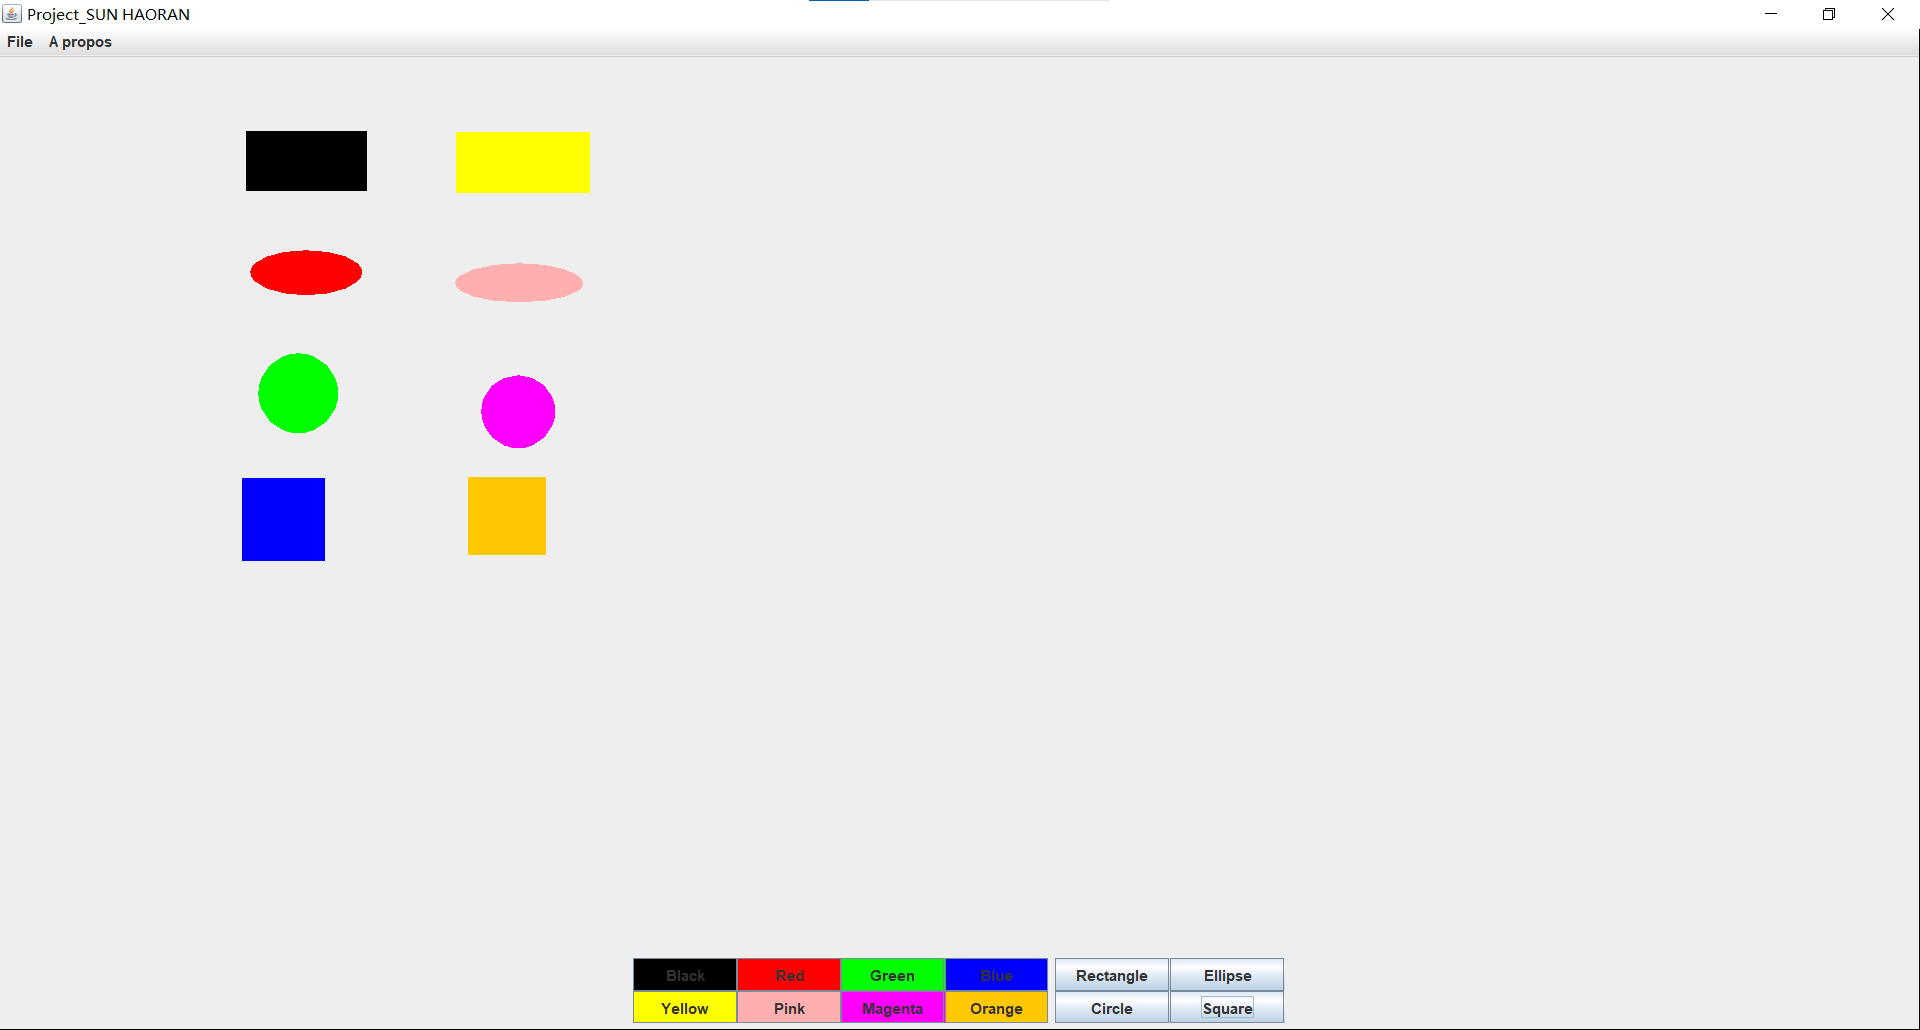 Project_SUN HAORAN
File A propos
Black Red Green Blue Rectangle Ellipse
Yellow Pink Magenta Orange Circle Square